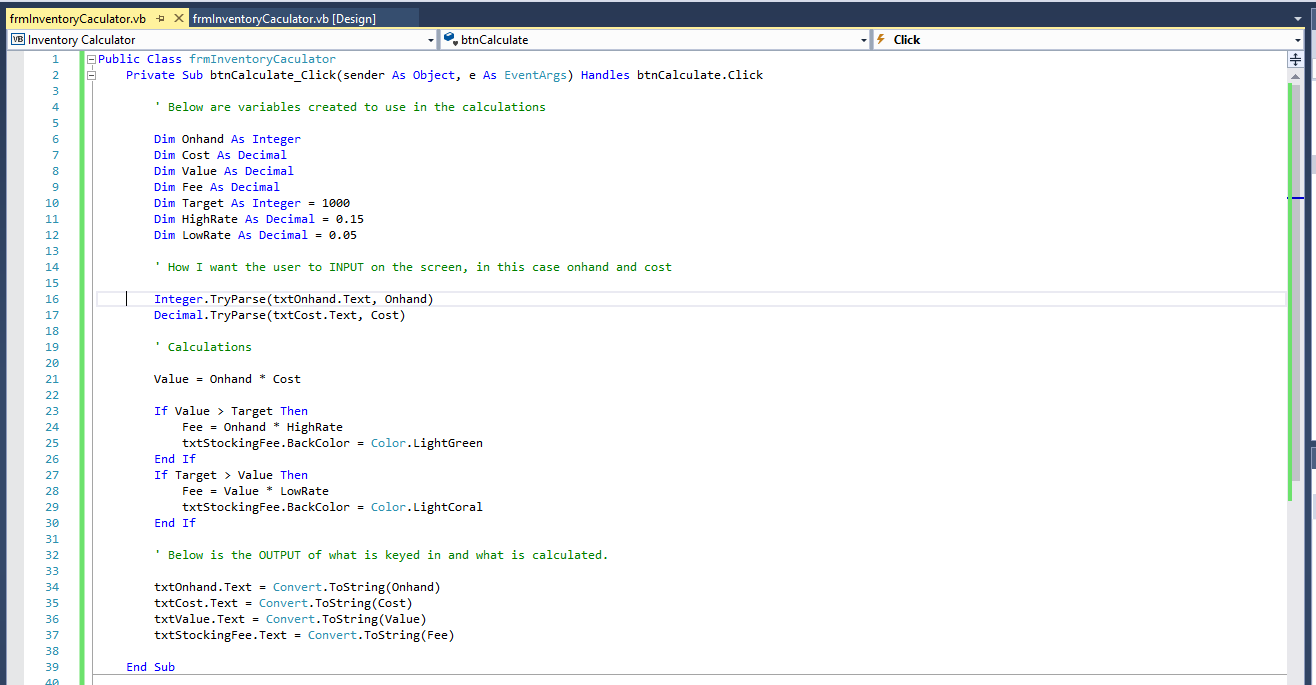 frmInventoryCaculator.vb frmInventoryCaculator.vb [Design]
VB Inventory Calculator btnCalculate Click
1 Public Class frmInventoryCaculator
2 Private Sub btnCalculate_Click(sender As Object, e As EventArgs) Handles btnCalculate.Click
3
4 ' Below are variables created to use in the calculations
5
6 Dim Onhand As Integer
7 Dim Cost As Decimal
8 Dim Value As Decimal
9 Dim Fee As Decimal
10 Dim Target As Integer = 1000
11 Dim HighRate As Decimal = 0.15
12 Dim LowRate As Decimal = 0.05
13
14 ' How I want the user to INPUT on the screen, in this case onhand and cost
15
16 Integer.TryParse(txtOnhand.Text, Onhand)
17 Decimal.TryParse(txtCost.Text, Cost)
18
19 ' Calculations
20
21 Value = Onhand * Cost
22
23 If Value > Target Then
24 Fee = Onhand * HighRate
25 txtStockingFee.BackColor = Color.LightGreen
26 End If
27 If Target > Value Then
28 Fee = Value * LowRate
29 txtStockingFee.BackColor = Color.LightCoral
30 End If
31
32 ' Below is the OUTPUT of what is keyed in and what is calculated.
33
34 txtOnhand.Text = Convert.ToString(Onhand)
35 txtCost.Text = Convert.ToString(Cost)
36 txtValue.Text = Convert.ToString(Value)
37 txtStockingFee.Text = Convert.ToString(Fee)
38
39 End Sub
40